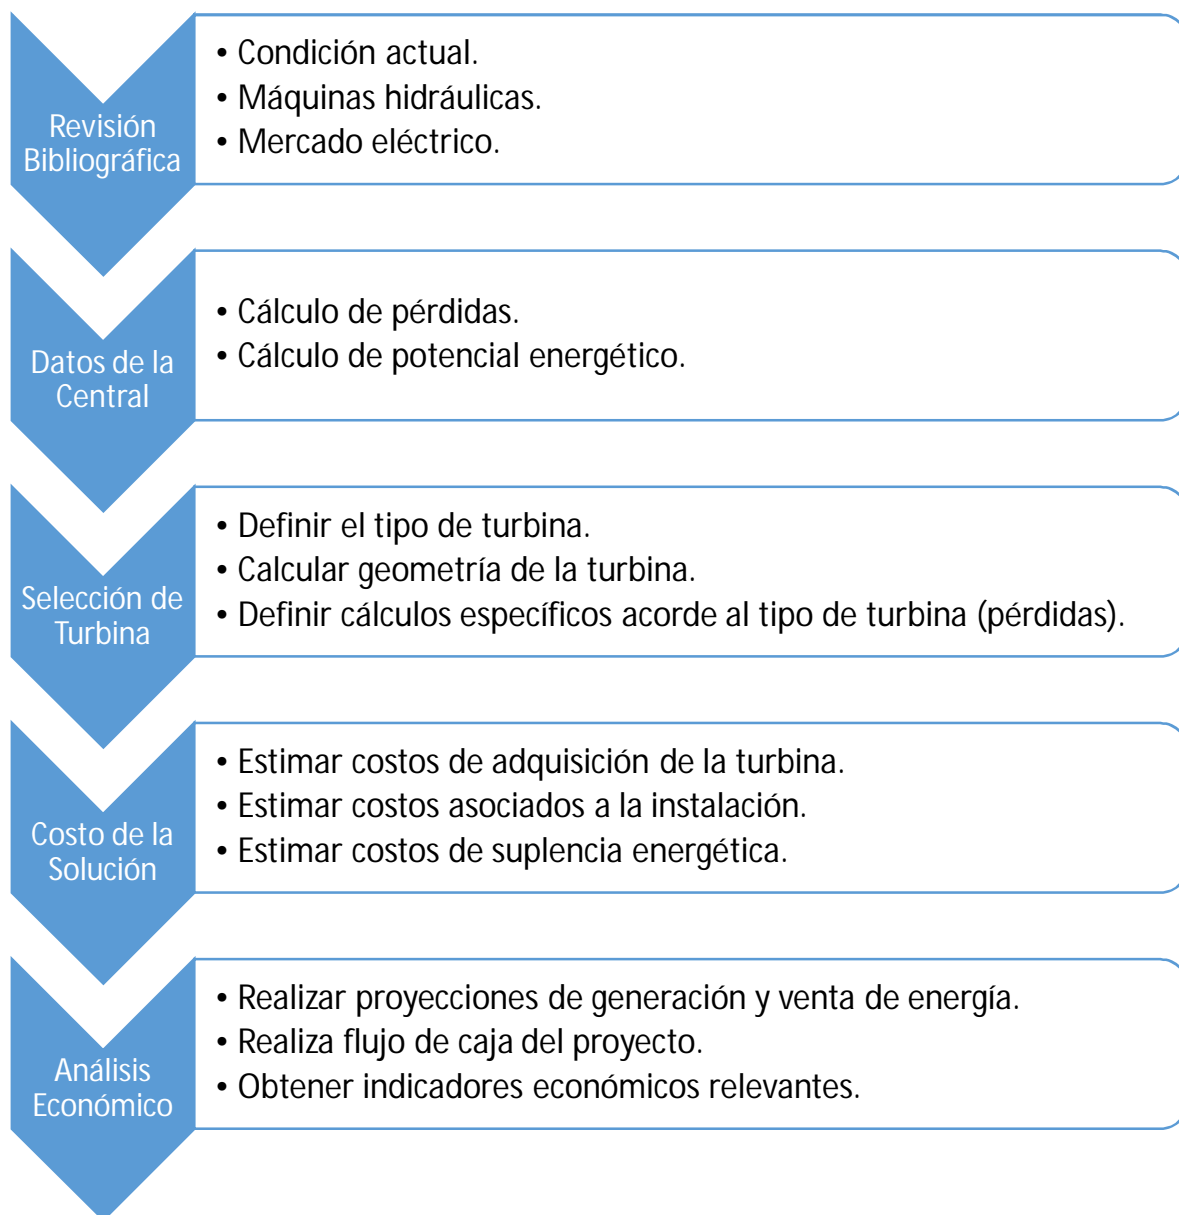 Revisión
Bibliográfica
• Condición actual.
• Máquinas hidráulicas.
• Mercado eléctrico.
Datos de la
Central
• Cálculo de pérdidas.
• Cálculo de potencial energético.
Selección de
Turbina
• Definir el tipo de turbina.
• Calcular geometría de la turbina.
• Definir cálculos específicos acorde al tipo de turbina (pérdidas).
Costo de la
Solución
• Estimar costos de adquisición de la turbina.
• Estimar costos asociados a la instalación.
• Estimar costos de suplencia energética.
Análisis
Económico
• Realizar proyecciones de generación y venta de energía.
• Realiza flujo de caja del proyecto.
• Obtener indicadores económicos relevantes.